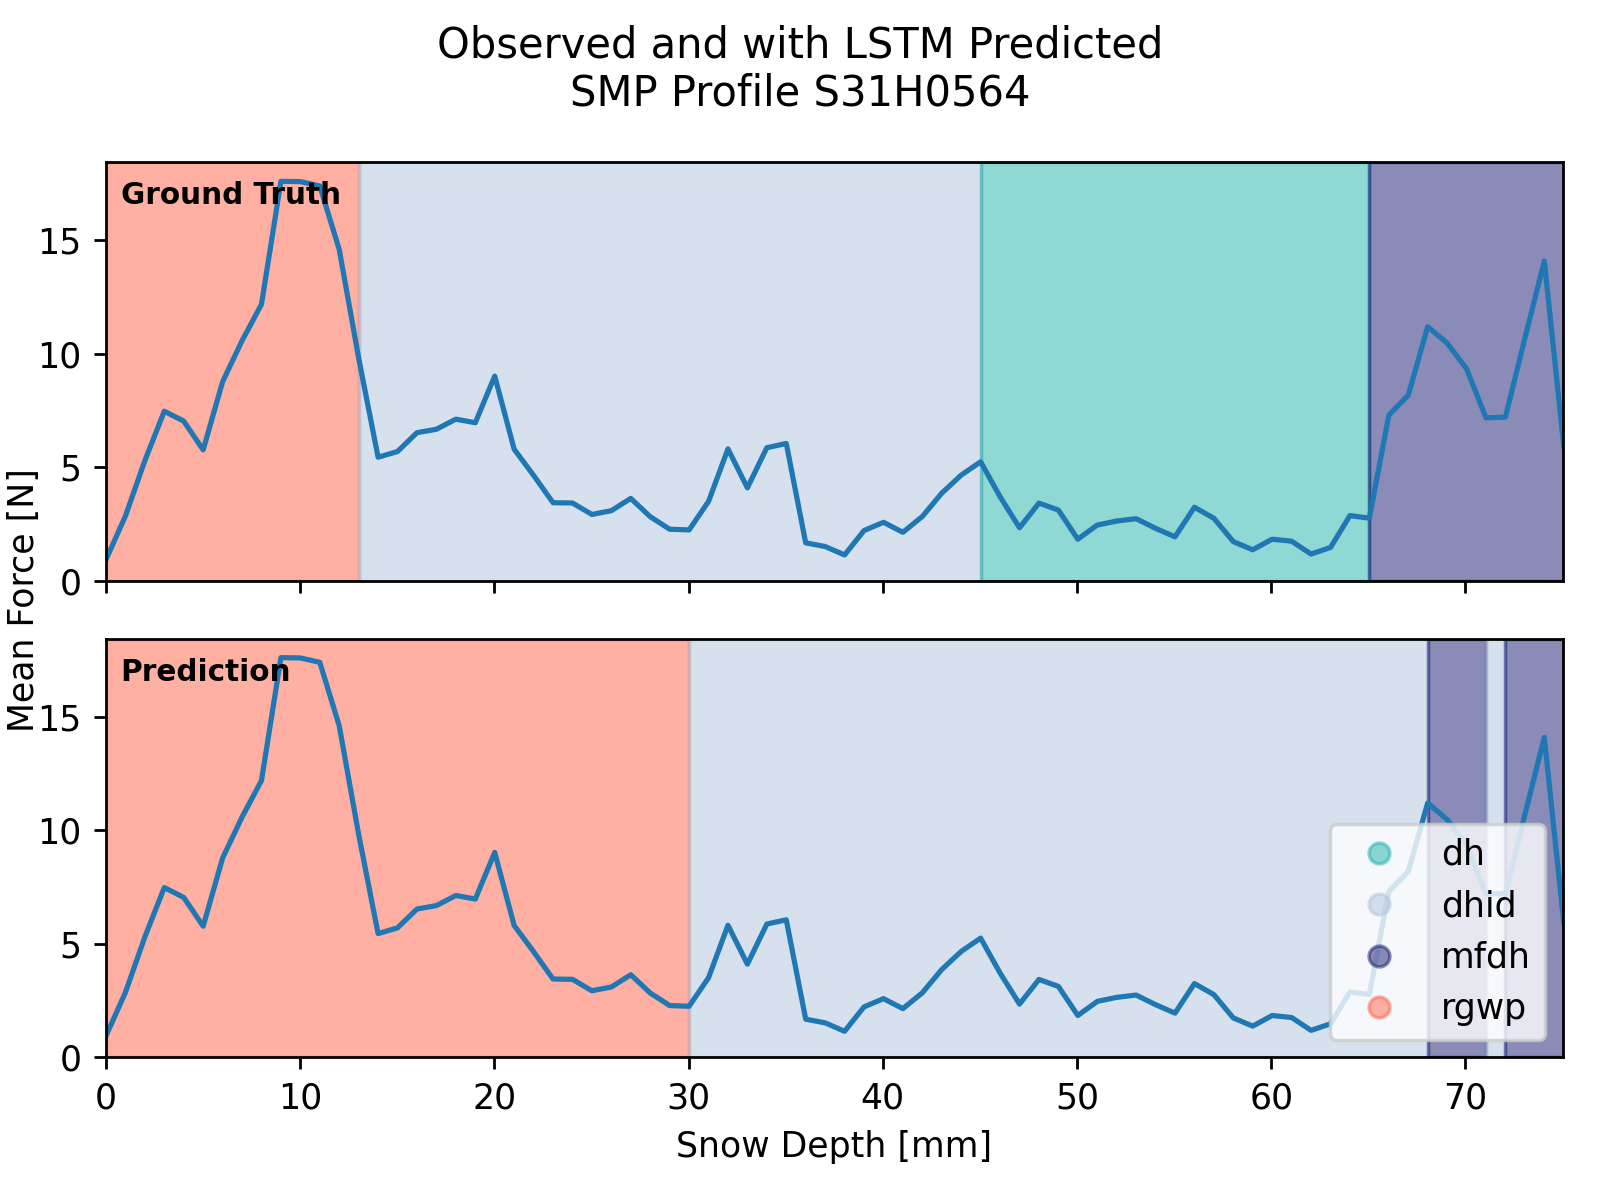 Observed and with LSTM Predicted
SMP Profile S31H0564
Ground Truth
15
10
5
0
Mean Force [N]
Prediction
15
10
5
0
dh
dhid
mfdh
rgwp
0 10 20 30 40 50 60 70
Snow Depth [mm]